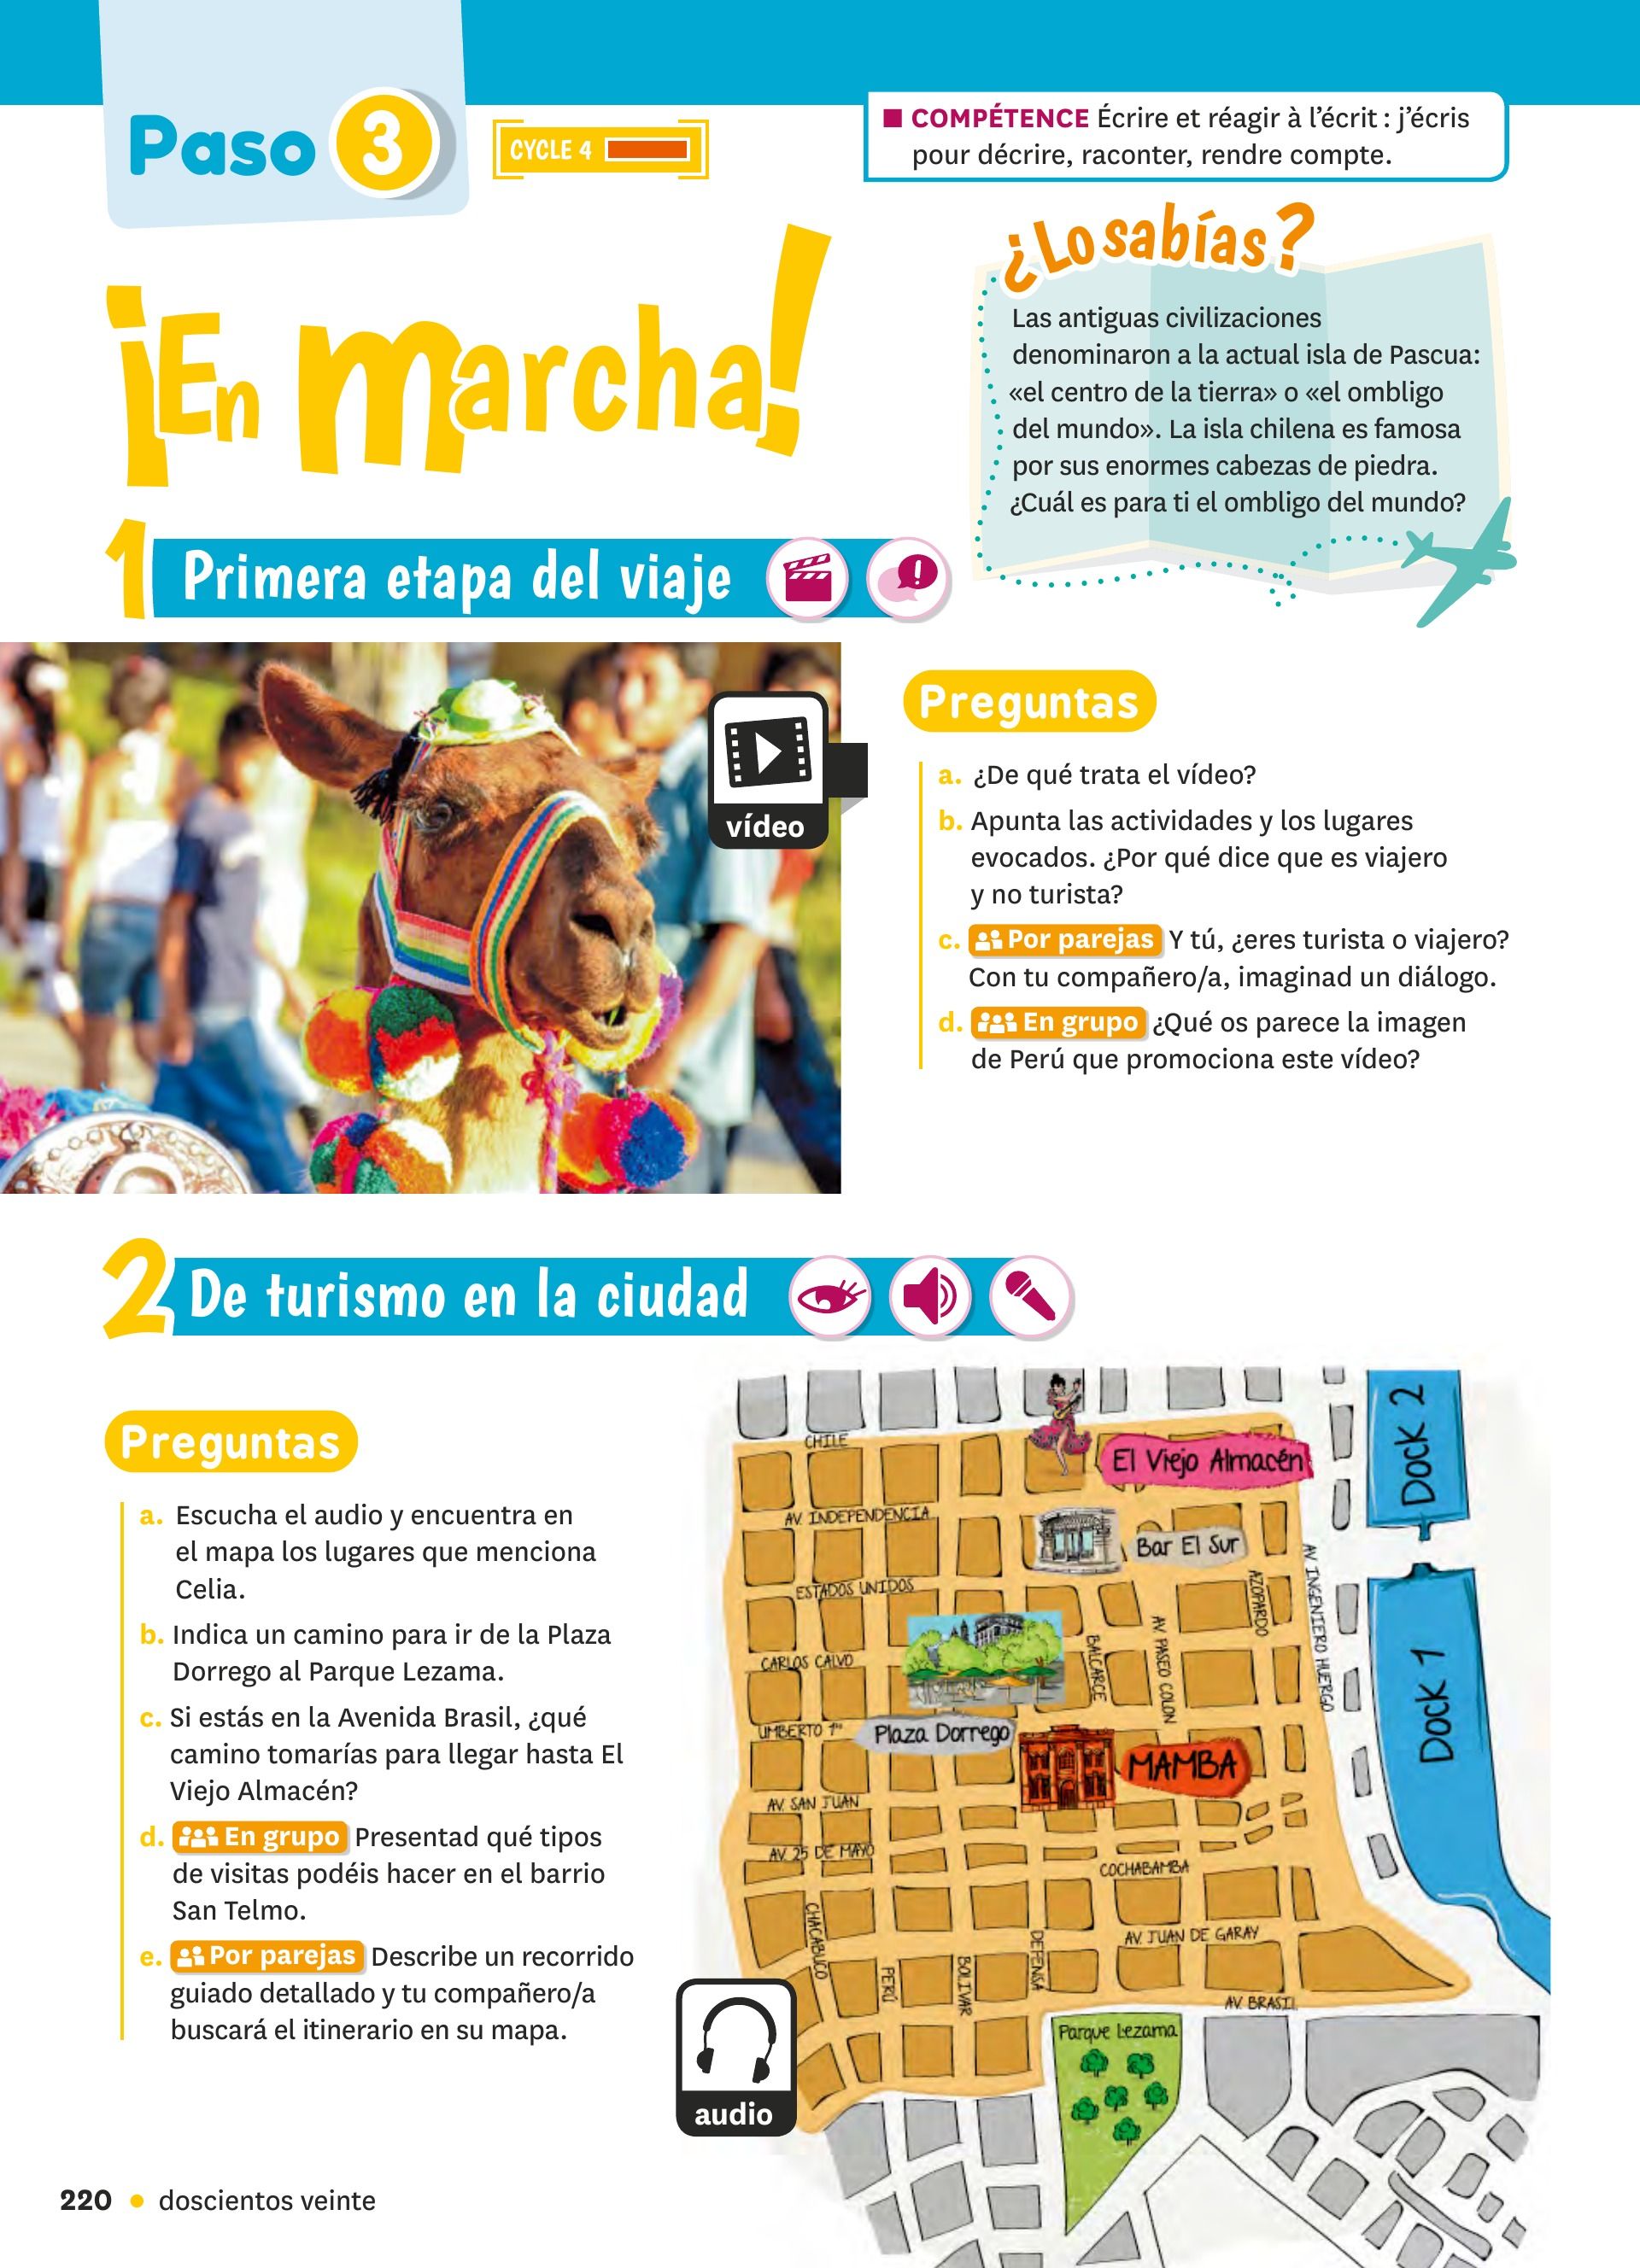 Paso 3
CYCLE 4
■ COMPÉTENCE Écrire et réagir à l'écrit : j'écris
pour décrire, raconter, rendre compte.
¡En marcha!
¿Lo sabías?
Las antiguas civilizaciones
denominaron a la actual isla de Pascua:
«el centro de la tierra» o «el ombligo
del mundo». La isla chilena es famosa
por sus enormes cabezas de piedra.
¿Cuál es para ti el ombligo del mundo?
1 Primera etapa del viaje
vídeo
Preguntas
a. ¿De qué trata el vídeo?
b. Apunta las actividades y los lugares
evocados. ¿Por qué dice que es viajero
y no turista?
c. Por parejas Y tú, ¿eres turista o viajero?
Con tu compañero/a, imaginad un diálogo.
d. En grupo ¿Qué os parece la imagen
de Perú que promociona este vídeo?
2 De turismo en la ciudad
Preguntas
a. Escucha el audio y encuentra en
el mapa los lugares que menciona
Celia.
b. Indica un camino para ir de la Plaza
Dorrego al Parque Lezama.
c. Si estás en la Avenida Brasil, ¿qué
camino tomarías para llegar hasta El
Viejo Almacén?
d. En grupo Presentad qué tipos
de visitas podéis hacer en el barrio
San Telmo.
e. Por parejas Describe un recorrido
guiado detallado y tu compañero/a
buscará el itinerario en su mapa.
audio
CHILE
El Viejo Almacén
AV. INDEPENDENCIA
Bar El Sur
ESTADOS UNIDOS
AZOPARDO
AV INGENIERO HUERGO
CARLOS CALVO
BALCARCE
AV. PASEO COLON
UMBERTO 1º
Plaza Dorrego
MAMBA
AV. SAN JUAN
AV. 25 DE MAYO
COCHABAMBA
CHACABUCO
PERÚ
BOLIVAR
DEFENSA
AV. JUAN DE GARAY
AV. BRASIL
Parque Lezama
Dock 2
Dock 1
220 • doscientos veinte